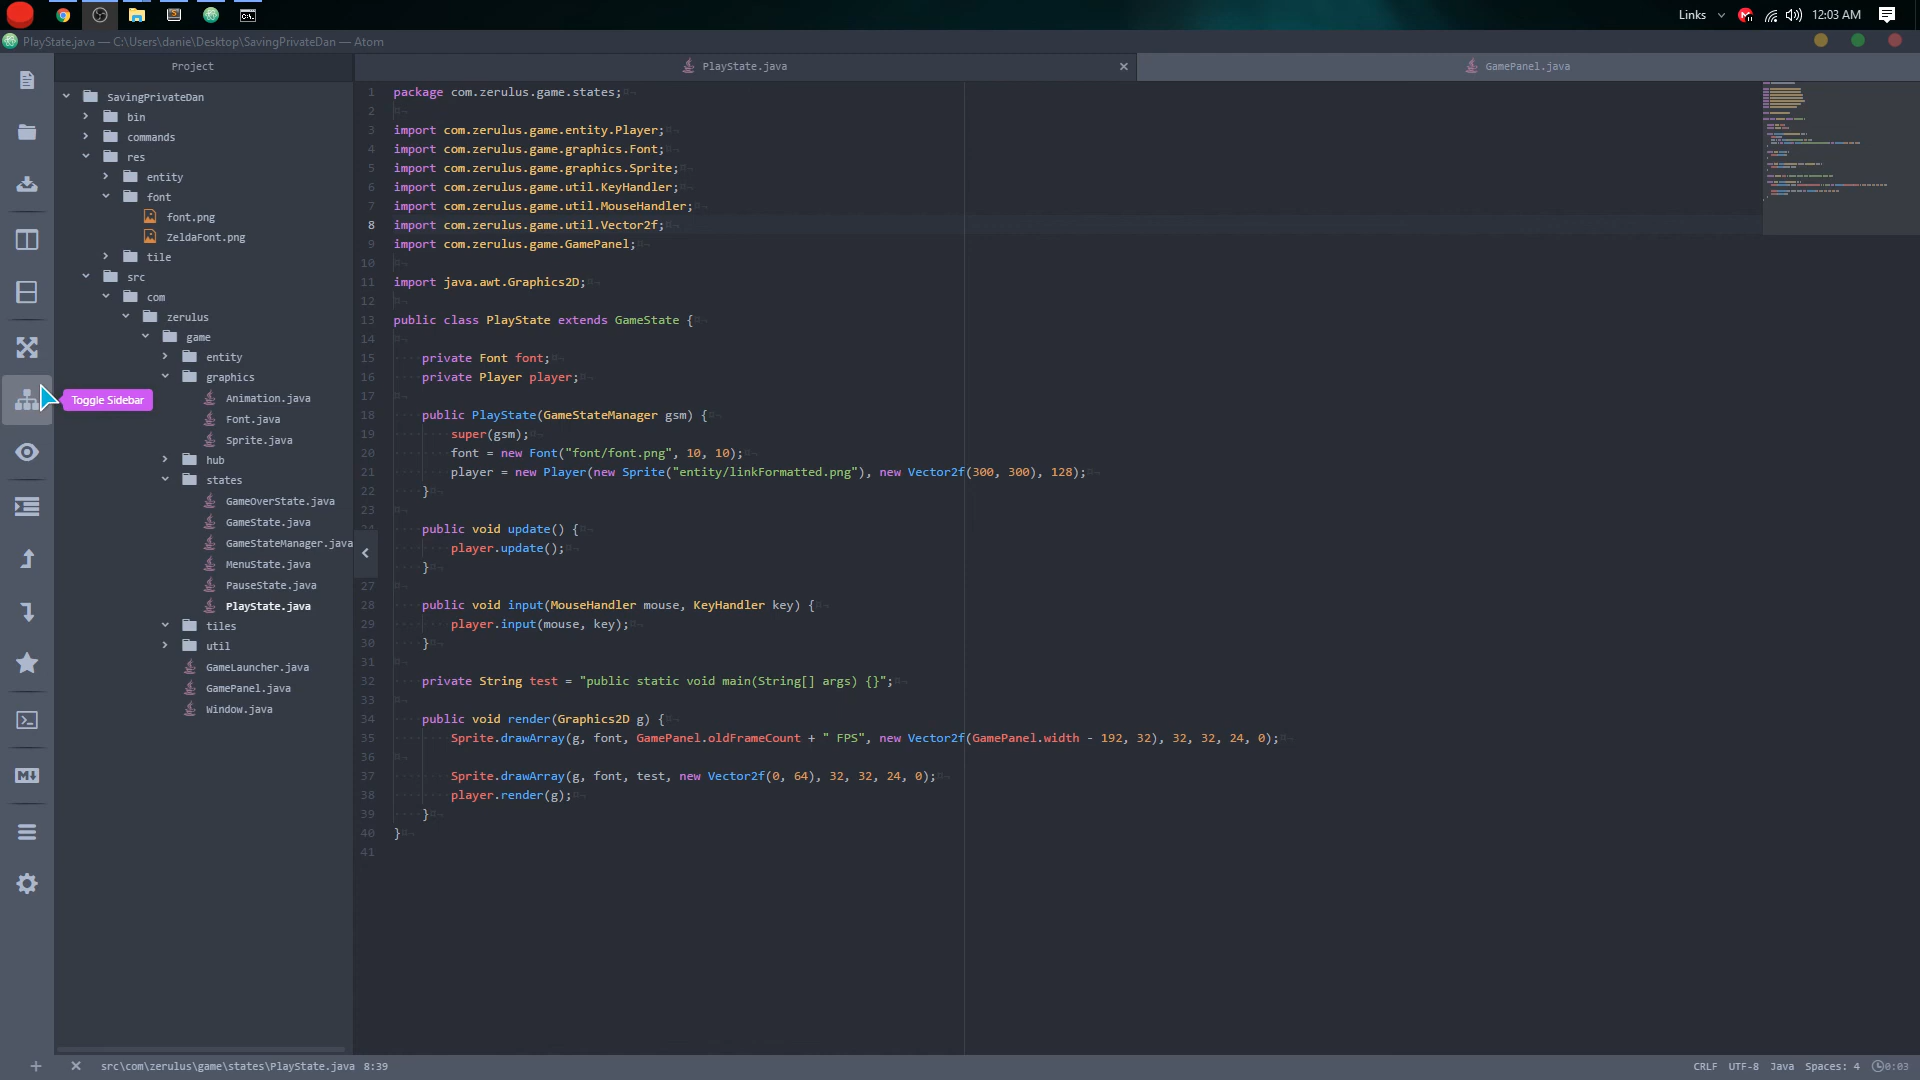 Links
12:03 AM
PlayState.java — C:\Users\danie\Desktop\SavingPrivateDan — Atom
Project
PlayState.java
GamePanel.java
SavingPrivateDan
bin
commands
res
entity
font
font.png
ZeldaFont.png
tile
src
com
zerulus
game
entity
graphics
Animation.java
Font.java
Sprite.java
hub
states
GameOverState.java
GameState.java
GameStateManager.java
MenuState.java
PauseState.java
PlayState.java
tiles
util
GameLauncher.java
GamePanel.java
Window.java
Toggle Sidebar
1 package com.zerulus.game.states;
2
3 import com.zerulus.game.entity.Player;
4 import com.zerulus.game.graphics.Font;
5 import com.zerulus.game.graphics.Sprite;
6 import com.zerulus.game.util.KeyHandler;
7 import com.zerulus.game.util.MouseHandler;
8 import com.zerulus.game.util.Vector2f;
9 import com.zerulus.game.GamePanel;
10
11 import java.awt.Graphics2D;
12
13 public class PlayState extends GameState {
14
15 private Font font;
16 private Player player;
17
18 public PlayState(GameStateManager gsm) {
19 super(gsm);
20 font = new Font("font/font.png", 10, 10);
21 player = new Player(new Sprite("entity/linkFormatted.png"), new Vector2f(300, 300), 128);
22 }
23
public void update() {
player.update();
}
27
28 public void input(MouseHandler mouse, KeyHandler key) {
29 player.input(mouse, key);
30 }
31
32 private String test = "public static void main(String[] args) {}";
33
34 public void render(Graphics2D g) {
35 Sprite.drawArray(g, font, GamePanel.oldFrameCount + " FPS", new Vector2f(GamePanel.width - 192, 32), 32, 32, 24, 0);
36
37 Sprite.drawArray(g, font, test, new Vector2f(0, 64), 32, 32, 24, 0);
38 player.render(g);
39 }
40 }
41
src\com\zerulus\game\states\PlayState.java 8:39
CRLF UTF-8 Java Spaces: 4 0:03